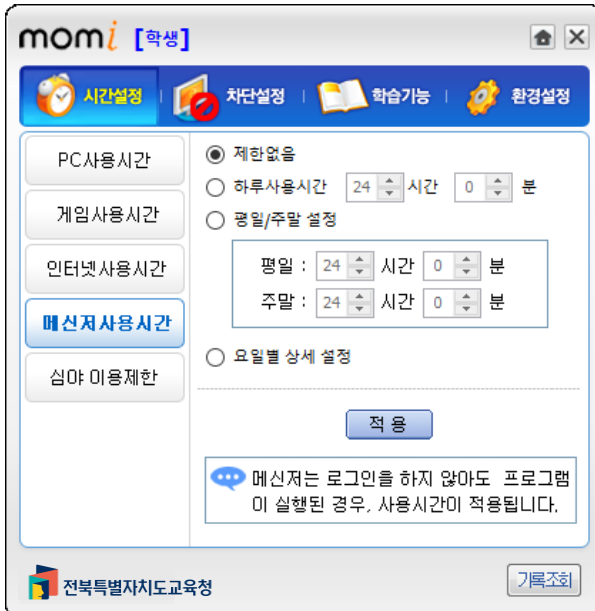 momi [학생]
시간설정 차단설정 학습기능 환경설정
PC사용시간
게임사용시간
인터넷사용시간
메신저사용시간
심야 이용제한
제한없음
하루사용시간 24 시간 0 분
평일/주말 설정
평일 : 24 시간 0 분
주말 : 24 시간 0 분
요일별 상세 설정
적 용
메신저는 로그인을 하지 않아도 프로그램
이 실행된 경우, 사용시간이 적용됩니다.
전북특별자치도교육청
기록조회